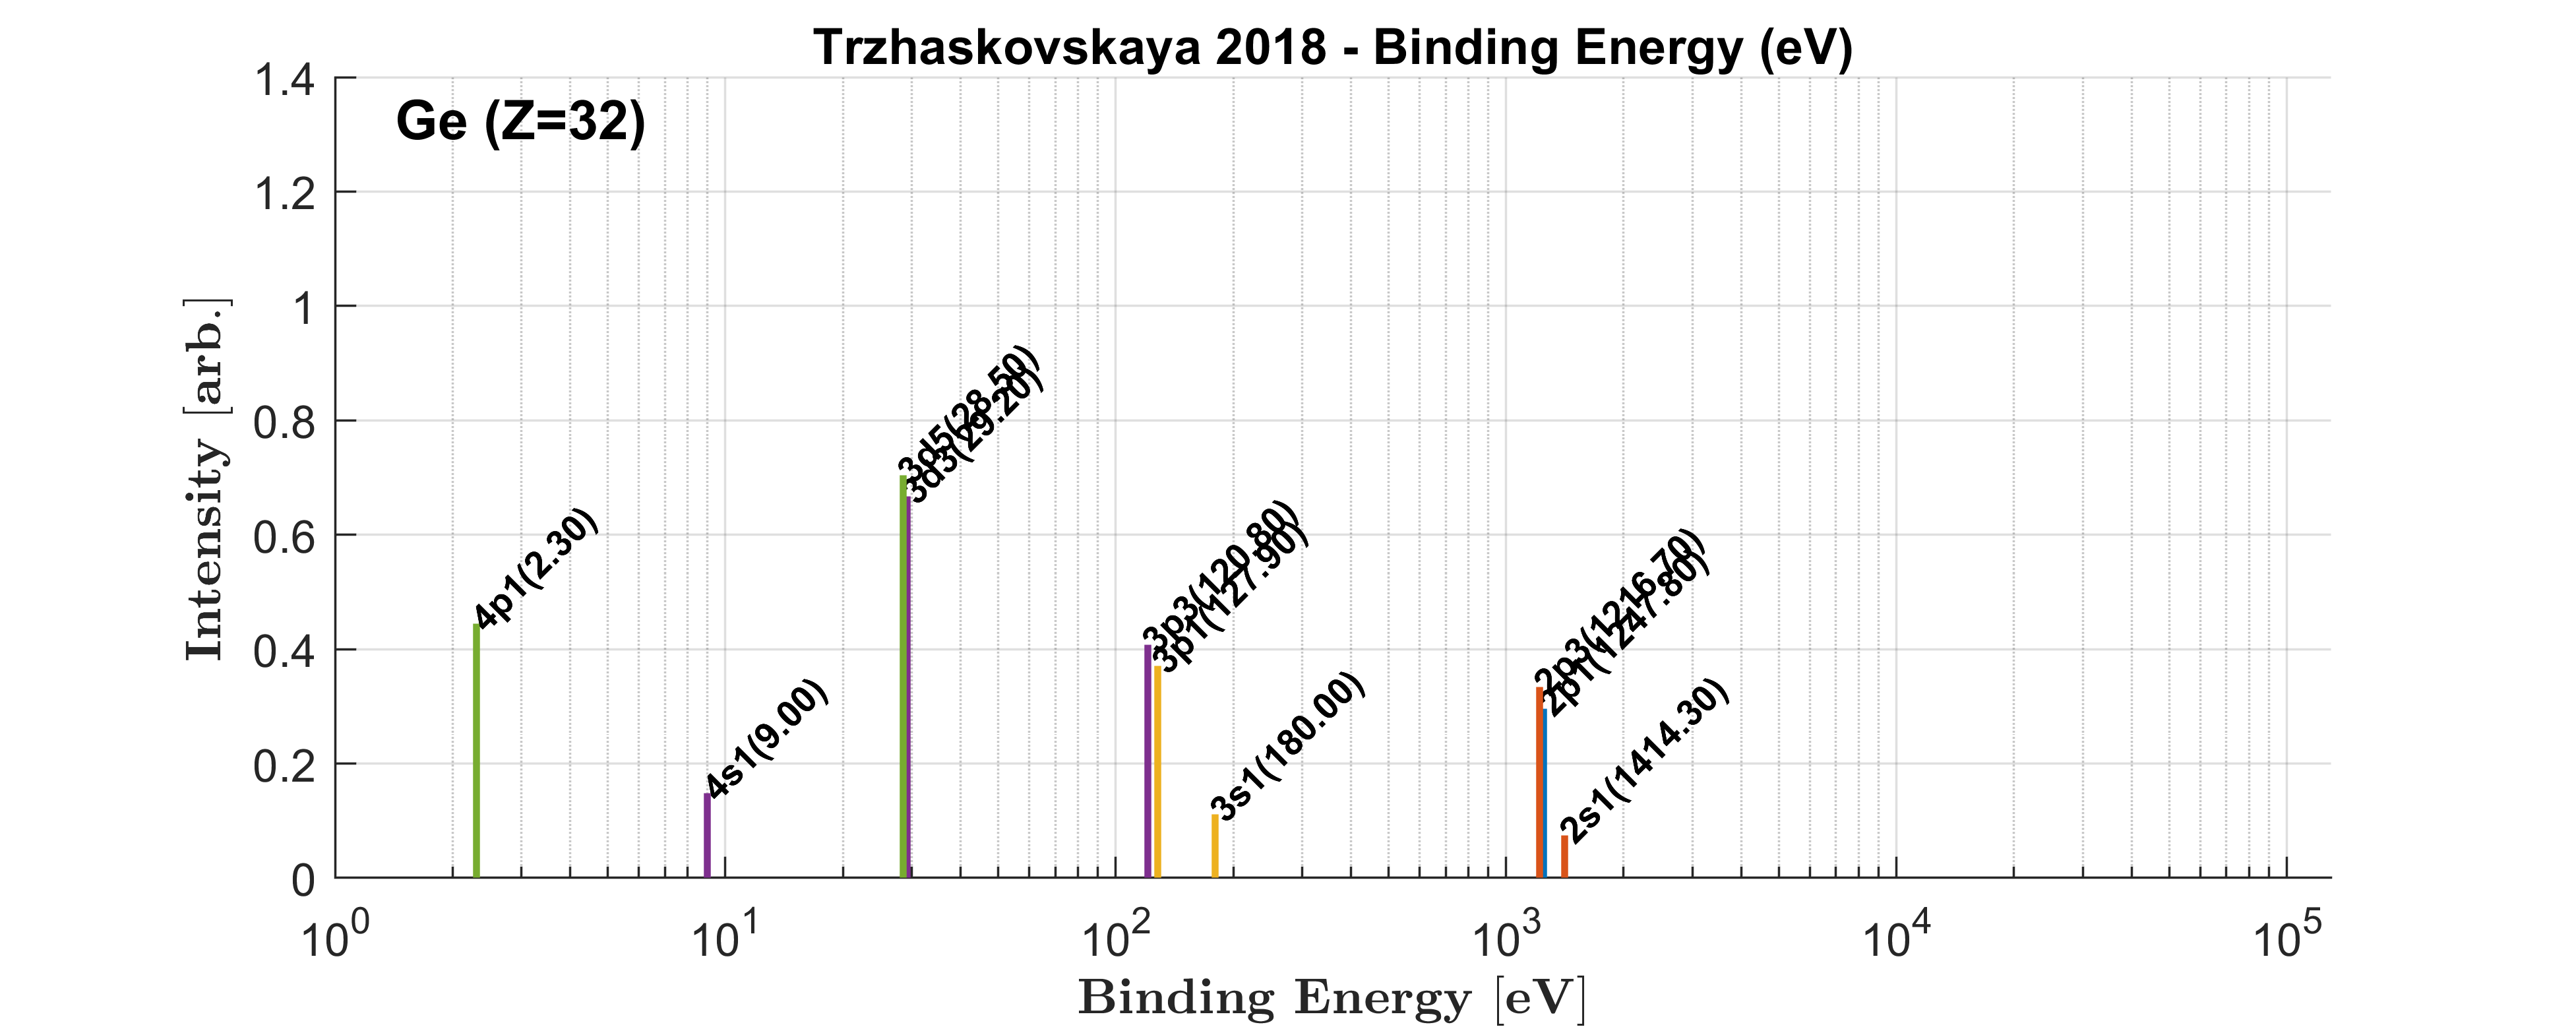 Trzhaskovskaya 2018 - Binding Energy (eV)
Ge (Z=32)
Intensity [arb.]
1.4
1.2
1
0.8
0.6
0.4
0.2
0
4p1(2.30)
4s1(9.00)
3d5(28.50)
3d3(29.20)
3p3(120.80)
3p1(127.90)
3s1(180.00)
2p3(1216.70)
2p1(1247.80)
2s1(1414.30)
10^0 10^1 10^2 10^3 10^4 10^5
Binding Energy [eV]